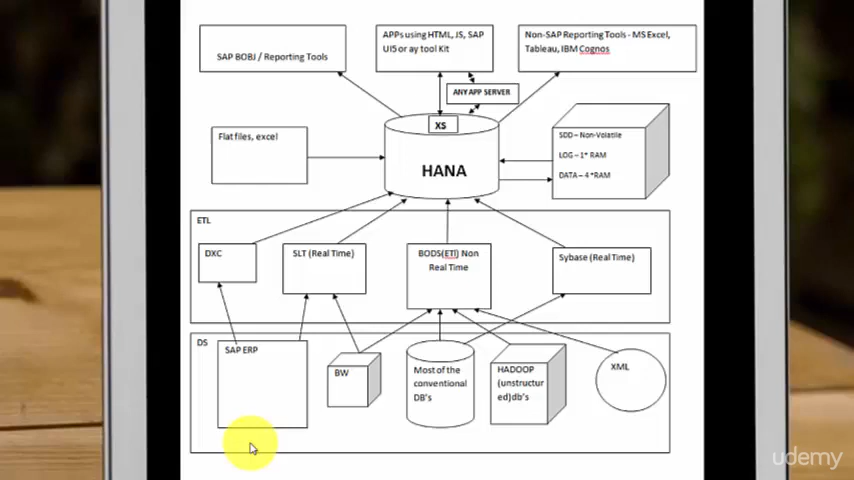 SAP BOBJ / Reporting Tools
APPs using HTML, JS, SAP
UI5 or ay tool Kit
Non-SAP Reporting Tools - MS Excel,
Tableau, IBM Cognos
ANY APP SERVER
XS
HANA
Flat files, excel
SDD – Non-Volatile
LOG – 1* RAM
DATA – 4 *RAM
ETL
DXC
SLT (Real Time)
BODS(ETl) Non
Real Time
Sybase (Real Time)
DS
SAP ERP
BW
Most of the
conventional
DB's
HADOOP
(unstructur
ed)db's
XML
udemy